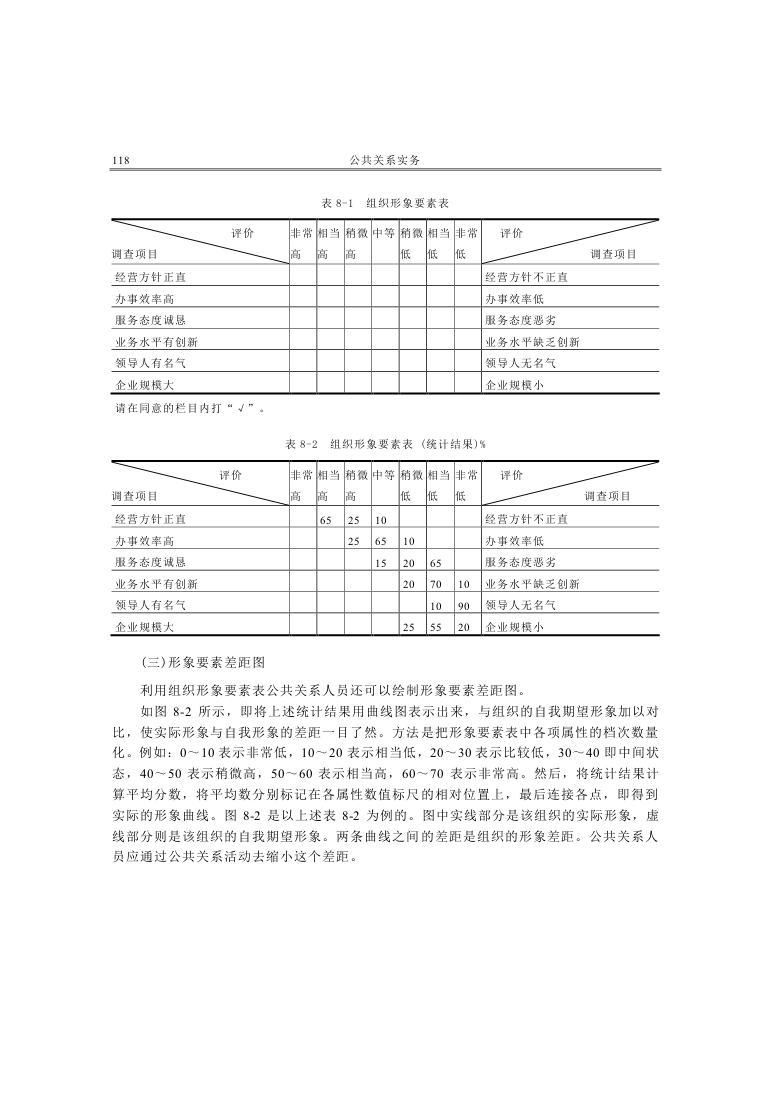 118 公共关系实务
表 8-1 组织形象要素表
评价 非常 相当 稍微 中等 稍微 相当 非常 评价
调查项目 高 高 高 低 低 低 调查项目
经营方针正直 经营方针不正直
办事效率高 办事效率低
服务态度诚恳 服务态度恶劣
业务水平有创新 业务水平缺乏创新
领导人有名气 领导人无名气
企业规模大 企业规模小
请在同意的栏目内打“√”。
表 8-2 组织形象要素表 (统计结果)%
评价 非常 相当 稍微 中等 稍微 相当 非常 评价
调查项目 高 高 高 低 低 低 调查项目
经营方针正直 65 25 10 经营方针不正直
办事效率高 25 65 10 办事效率低
服务态度诚恳 15 20 65 服务态度恶劣
业务水平有创新 20 70 10 业务水平缺乏创新
领导人有名气 10 90 领导人无名气
企业规模大 25 55 20 企业规模小
(三)形象要素差距图
利用组织形象要素表公共关系人员还可以绘制形象要素差距图。
如图 8-2 所示，即将上述统计结果用曲线图表示出来，与组织的自我期望形象加以对
比，使实际形象与自我形象的差距一目了然。方法是把形象要素表中各项属性的档次数量
化。例如：0～10 表示非常低，10～20 表示相当低，20～30 表示比较低，30～40 即中间状
态，40～50 表示稍微高，50～60 表示相当高，60～70 表示非常高。然后，将统计结果计
算平均分数，将平均数分别标记在各属性数值标尺的相对位置上，最后连接各点，即得到
实际的形象曲线。图 8-2 是以上述表 8-2 为例的。图中实线部分是该组织的实际形象，虚
线部分则是该组织的自我期望形象。两条曲线之间的差距是组织的形象差距。公共关系人
员应通过公共关系活动去缩小这个差距。